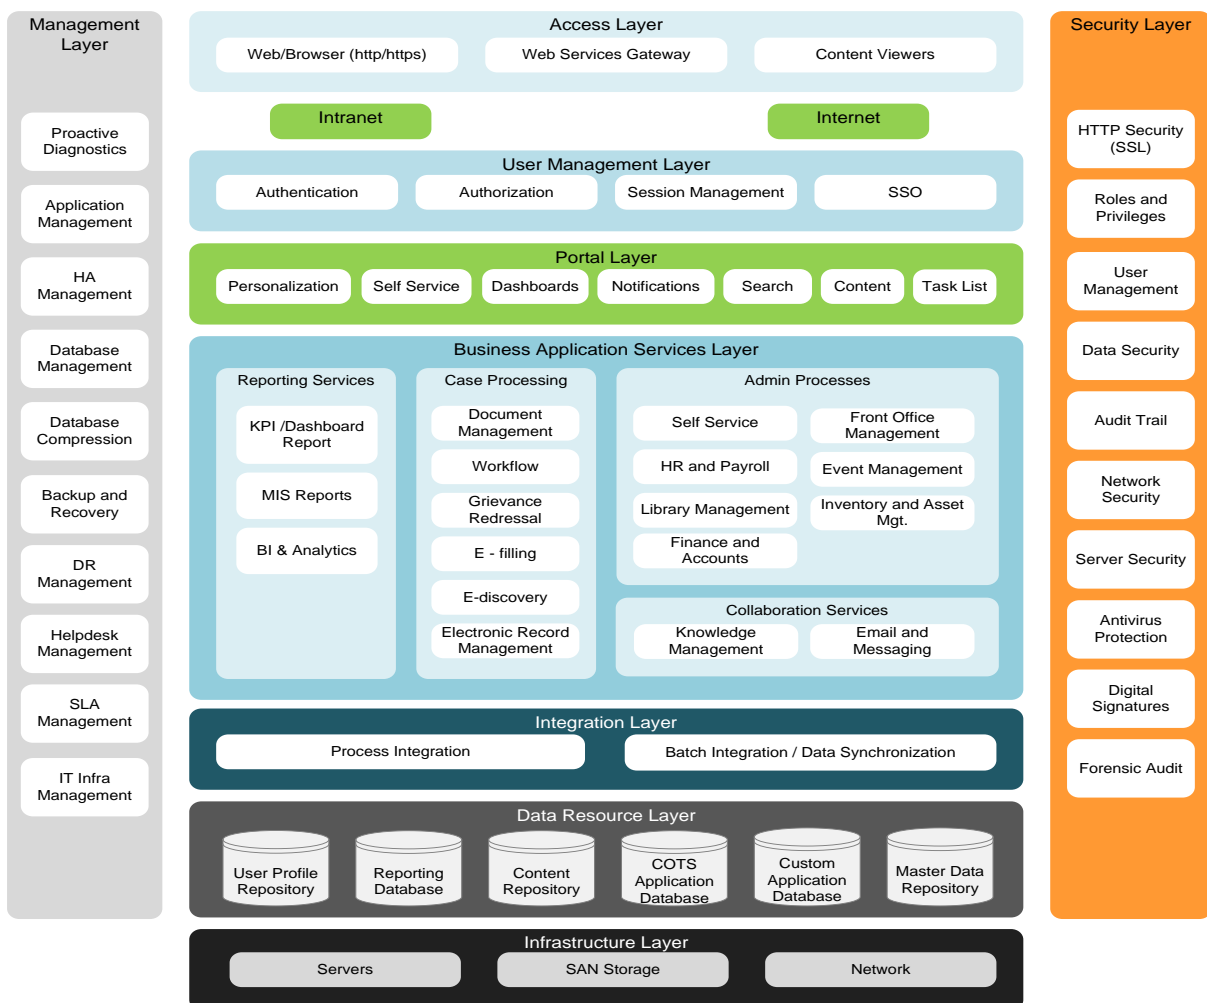 Management
Layer
Proactive
Diagnostics
Application
Management
HA
Management
Database
Management
Database
Compression
Backup and
Recovery
DR
Management
Helpdesk
Management
SLA
Management
IT Infra
Management
Access Layer
Web/Browser (http/https)
Web Services Gateway
Content Viewers
Intranet
Internet
User Management Layer
Authentication
Authorization
Session Management
SSO
Portal Layer
Personalization
Self Service
Dashboards
Notifications
Search
Content
Task List
Business Application Services Layer
Reporting Services
KPI /Dashboard
Report
MIS Reports
BI & Analytics
Case Processing
Document
Management
Workflow
Grievance
Redressal
E - filling
E-discovery
Electronic Record
Management
Admin Processes
Self Service
HR and Payroll
Library Management
Finance and
Accounts
Front Office
Management
Event Management
Inventory and Asset
Mgt.
Collaboration Services
Knowledge
Management
Email and
Messaging
Integration Layer
Process Integration
Batch Integration / Data Synchronization
Data Resource Layer
User Profile
Repository
Reporting
Database
Content
Repository
COTS
Application
Database
Custom
Application
Database
Master Data
Repository
Infrastructure Layer
Servers
SAN Storage
Network
Security Layer
HTTP Security
(SSL)
Roles and
Privileges
User
Management
Data Security
Audit Trail
Network
Security
Server Security
Antivirus
Protection
Digital
Signatures
Forensic Audit